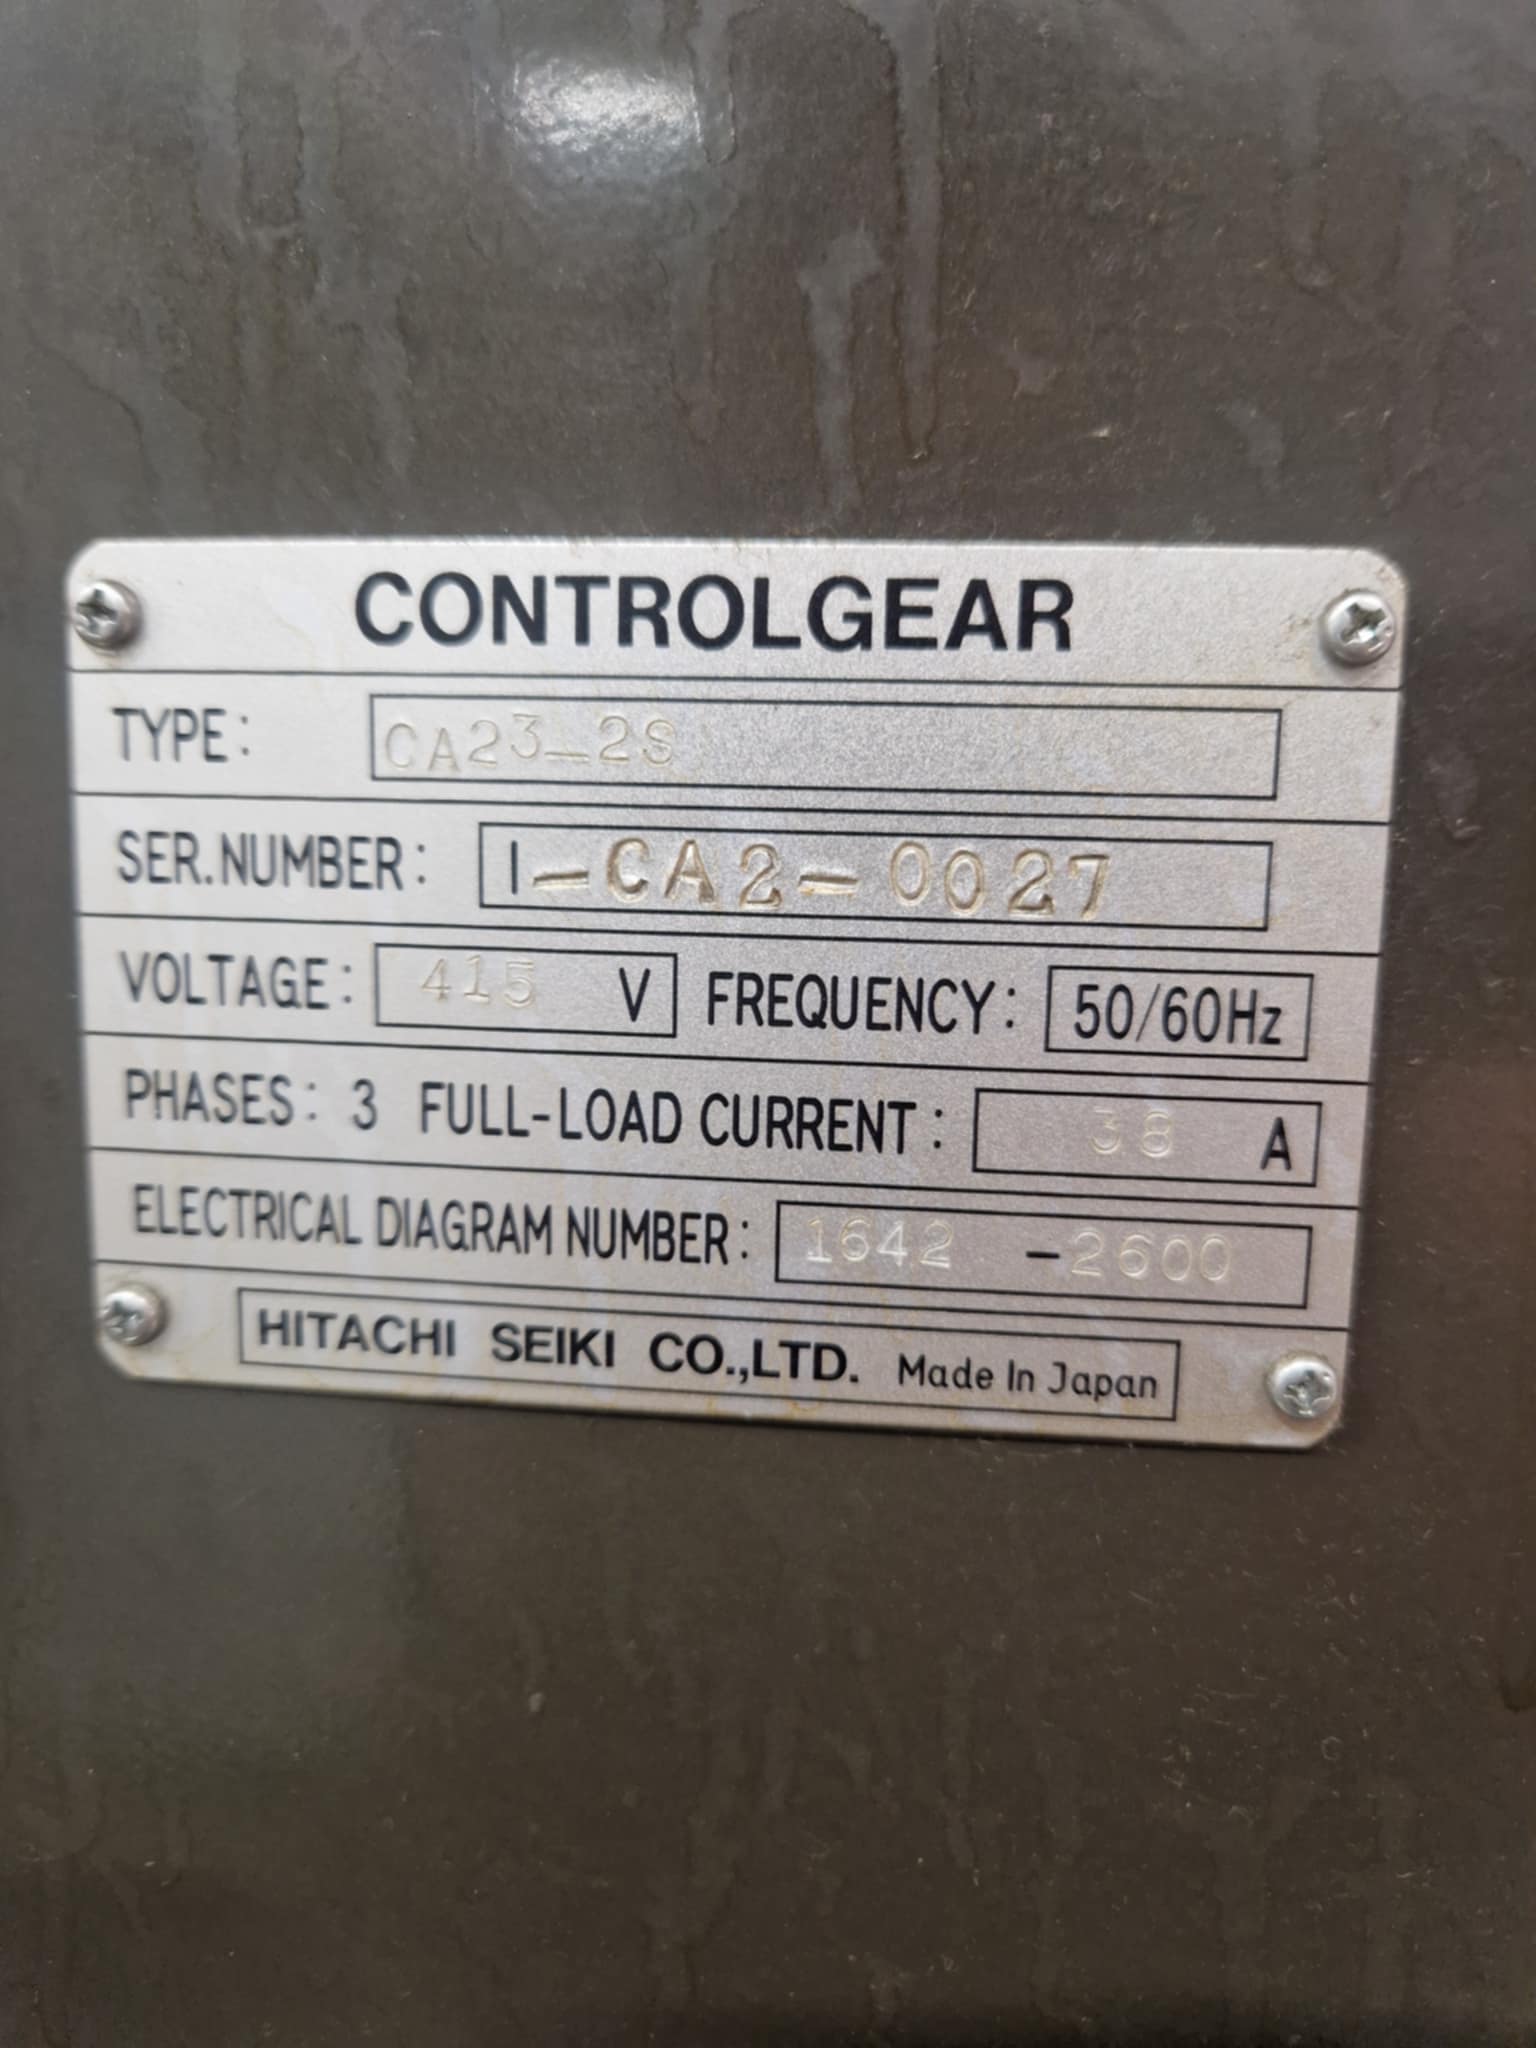 CONTROLGEAR
TYPE: CA23-2S
SER.NUMBER: I-CA2-0027
VOLTAGE: 415 V FREQUENCY: 50/60Hz
PHASES: 3 FULL-LOAD CURRENT: 38 A
ELECTRICAL DIAGRAM NUMBER: 1642 -2600
HITACHI SEIKI CO.,LTD. Made In Japan